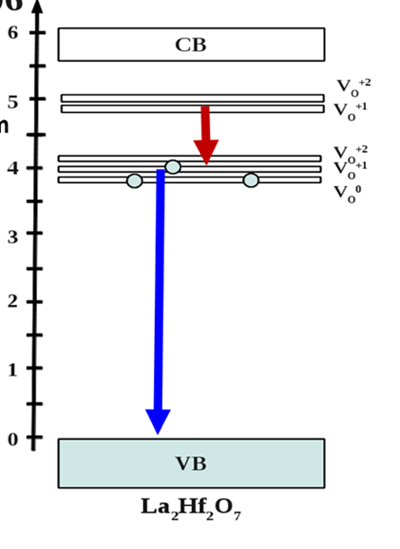 6
CB
V_O^+2
5
V_O^+1
m
V_O^+2
4
V_O^+1
V_O^0
3
2
1
0
VB
La₂Hf₂O₇